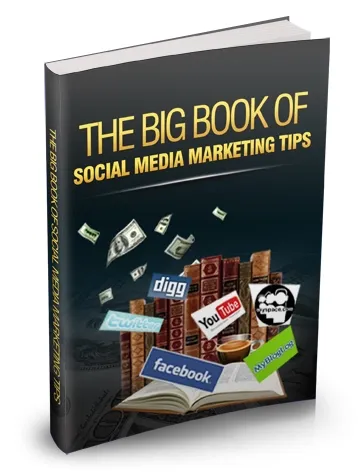 THE BIG BOOK OF
SOCIAL MEDIA MARKETING TIPS
THE BIG BOOK OF SOCIAL MEDIA MARKETING TIPS
digg
twitter
YouTube
myspace.com
facebook
MyBlogLog